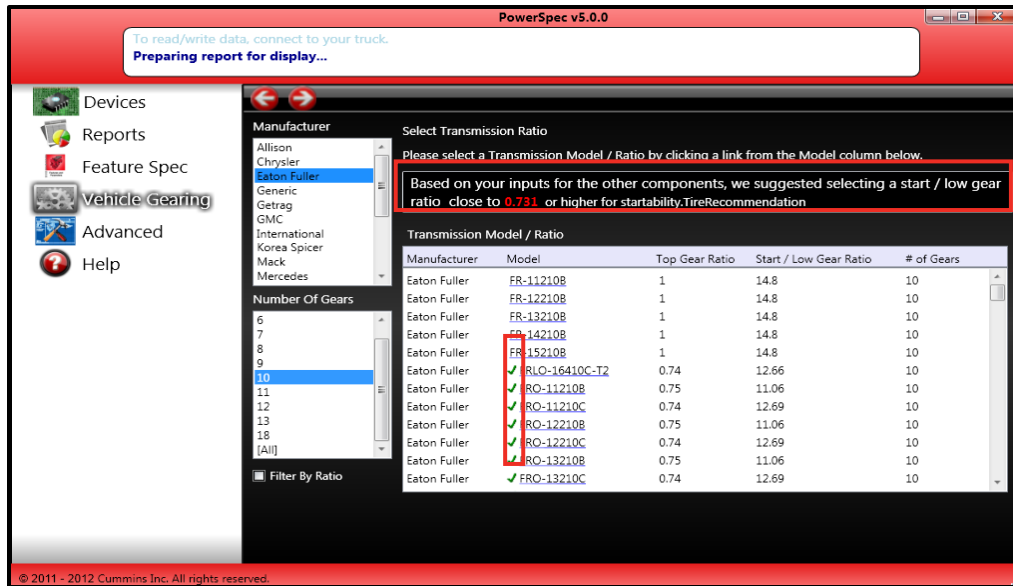 PowerSpec v5.0.0
To read/write data, connect to your truck.
Preparing report for display...
Devices
Reports
Feature Spec
Vehicle Gearing
Advanced
Help
Manufacturer
Allison
Chrysler
Eaton Fuller
Generic
Getrag
GMC
International
Korea Spicer
Mack
Mercedes
Number Of Gears
6
7
8
9
10
11
12
13
18
[All]
Filter By Ratio
Select Transmission Ratio
Please select a Transmission Model / Ratio by clicking a link from the Model column below.
Based on your inputs for the other components, we suggested selecting a start / low gear
ratio close to 0.731 or higher for startability.TireRecommendation
Transmission Model / Ratio
Manufacturer Model Top Gear Ratio Start / Low Gear Ratio # of Gears
Eaton Fuller FR-11210B 1 14.8 10
Eaton Fuller FR-12210B 1 14.8 10
Eaton Fuller FR-13210B 1 14.8 10
Eaton Fuller FR-14210B 1 14.8 10
Eaton Fuller FR-15210B 1 14.8 10
Eaton Fuller ✓ FRLO-16410C-T2 0.74 12.66 10
Eaton Fuller ✓ FRO-11210B 0.75 11.06 10
Eaton Fuller ✓ FRO-11210C 0.74 12.69 10
Eaton Fuller ✓ FRO-12210B 0.75 11.06 10
Eaton Fuller ✓ FRO-12210C 0.74 12.69 10
Eaton Fuller ✓ FRO-13210B 0.75 11.06 10
Eaton Fuller ✓ FRO-13210C 0.74 12.69 10
© 2011 - 2012 Cummins Inc. All rights reserved.